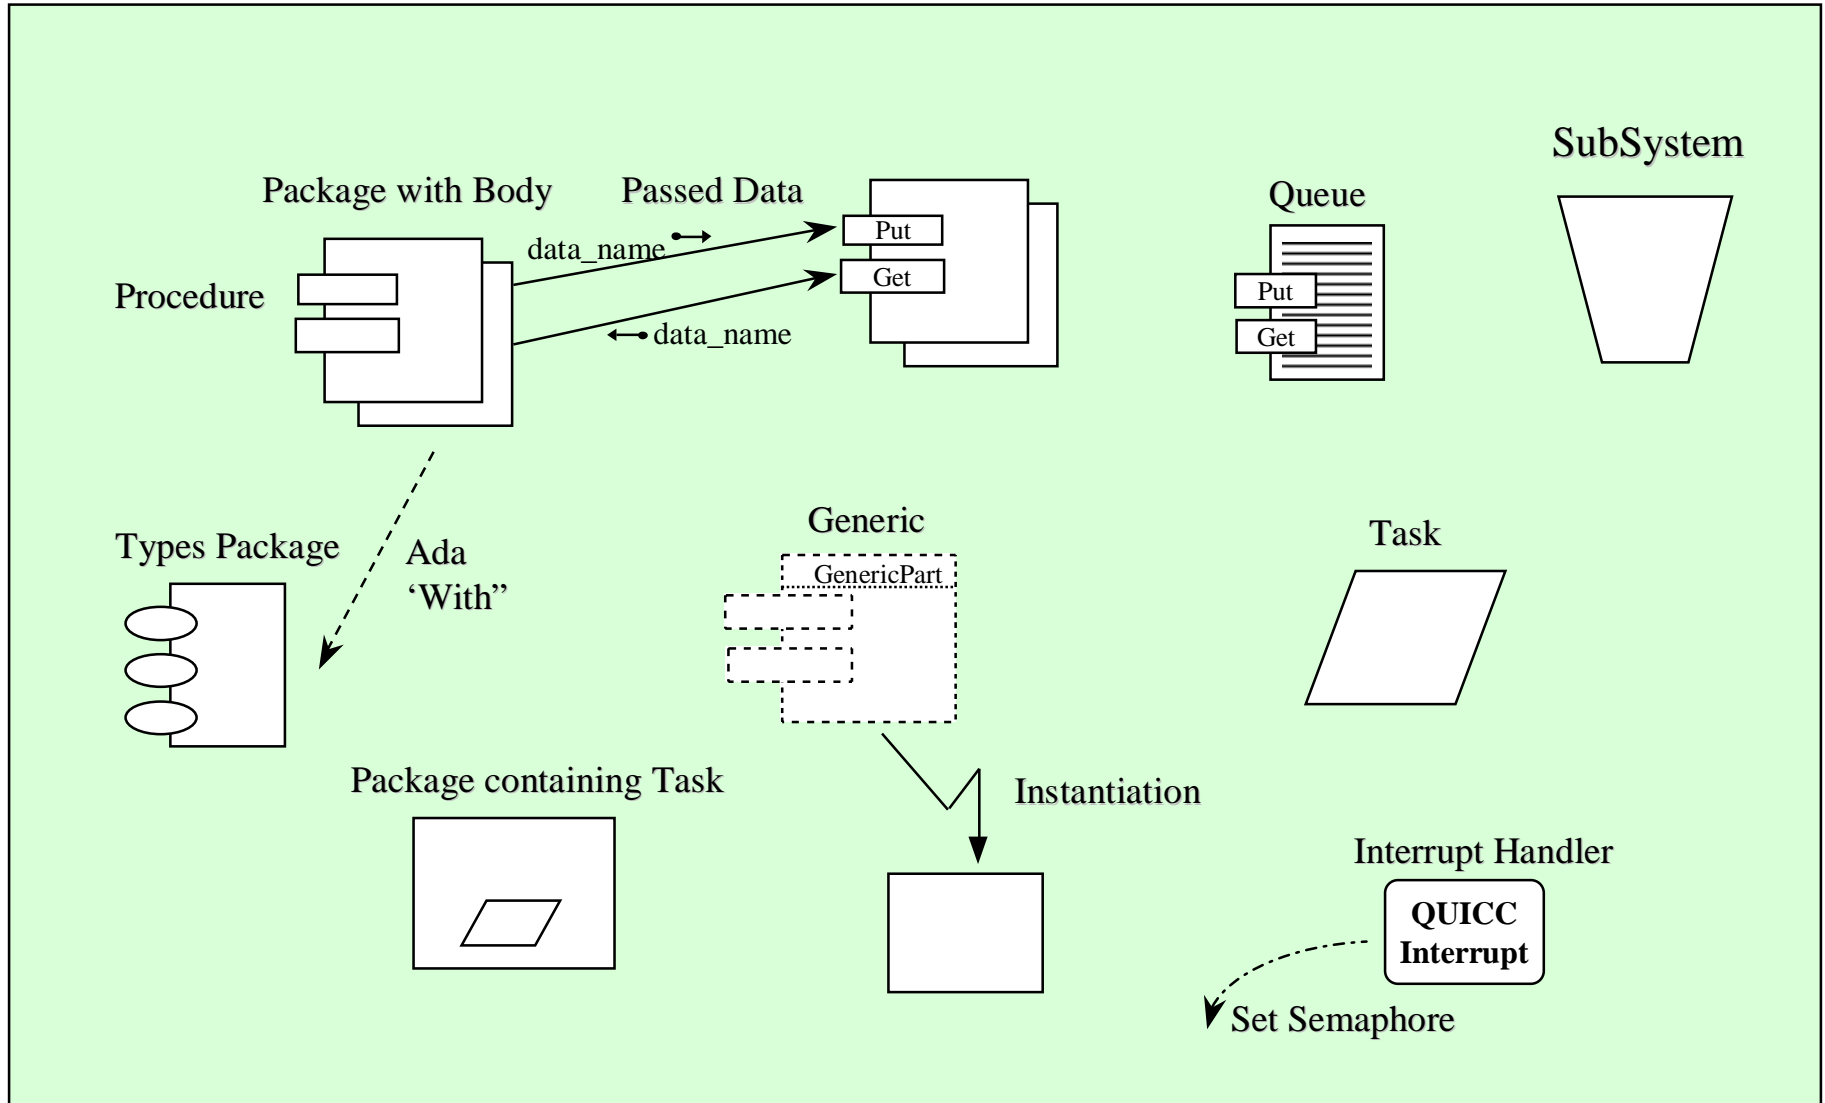 SubSystem
Package with Body
Passed Data
Queue
Put
data_name
Get
Procedure
data_name
Put
Get
Generic
Task
Types Package
Ada
‘With”
GenericPart
Package containing Task
Instantiation
Interrupt Handler
QUICC
Interrupt
Set Semaphore